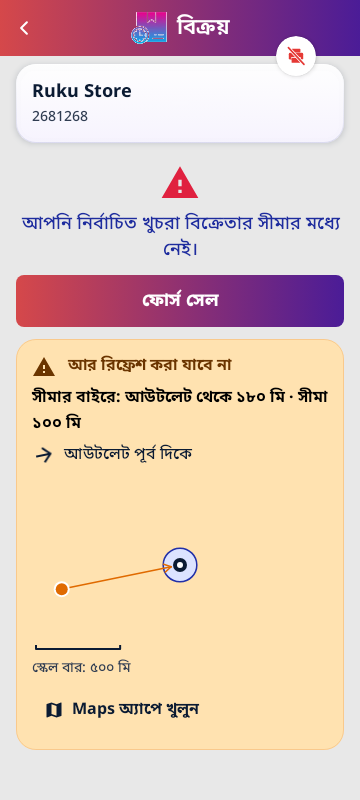 বিক্রয়
Ruku Store
2681268
আপনি নির্বাচিত খুচরা বিক্রেতার সীমার মধ্যে
নেই।
ফোর্স সেল
আর রিফ্রেশ করা যাবে না
সীমার বাইরে: আউটলেট থেকে ১৮০ মি · সীমা
১০০ মি
আউটলেট পূর্ব দিকে
স্কেল বার: ৫০০ মি
Maps অ্যাপে খুলুন